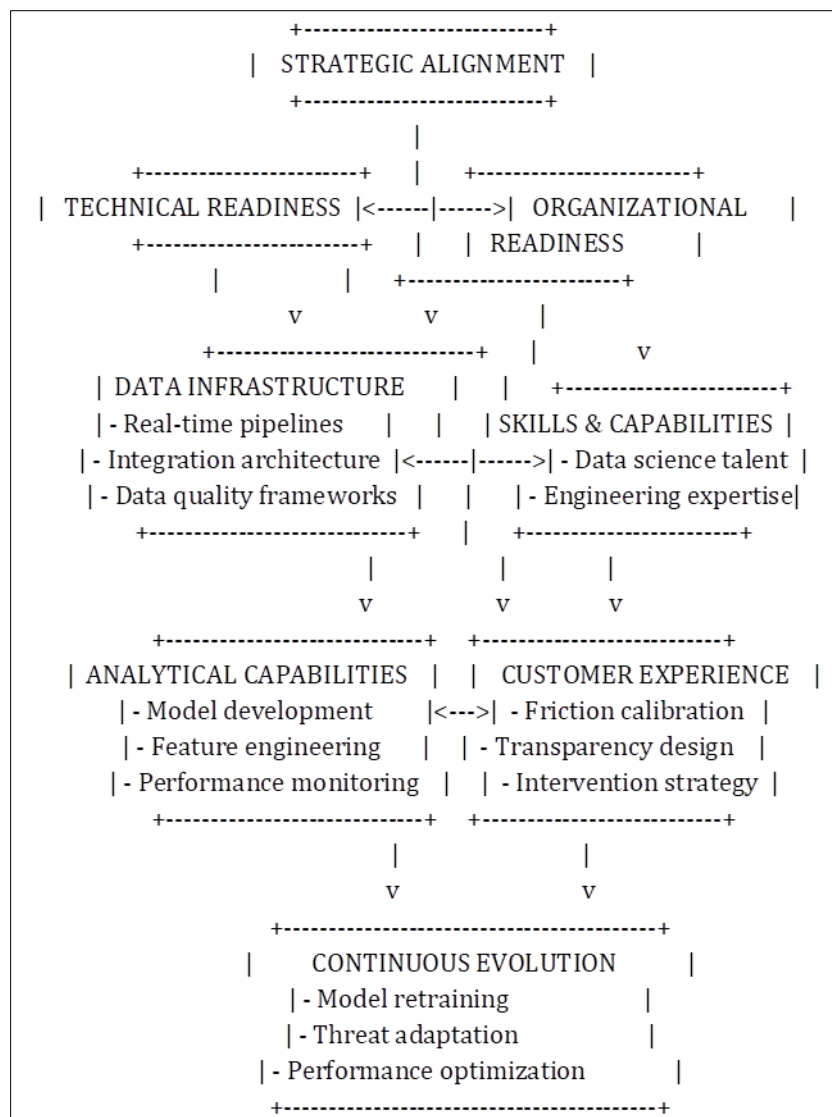 +---------------------------+
|   STRATEGIC ALIGNMENT   |
+---------------------------+
|
+------------------------+     |     +------------------------+
|   TECHNICAL READINESS  |<------|------>|   ORGANIZATIONAL     |
+------------------------+     |     |   READINESS        |
|              |     +------------------------+
v              v            |
+----------------------------+     |            v
| DATA INFRASTRUCTURE     |     |     +------------------------+
| - Real-time pipelines     |     |     | SKILLS & CAPABILITIES |
| - Integration architecture |<------|------>| - Data science talent |
| - Data quality frameworks  |     |     | - Engineering expertise|
+----------------------------+     |     +------------------------+
|              |            |
v              v            v
+----------------------------+    +--------------------------+
| ANALYTICAL CAPABILITIES   |    |   CUSTOMER EXPERIENCE   |
| - Model development       |<--->| - Friction calibration  |
| - Feature engineering     |    | - Transparency design   |
| - Performance monitoring   |    | - Intervention strategy |
+----------------------------+    +--------------------------+
|                    |
v                    v
+----------------------------------------+
|       CONTINUOUS EVOLUTION        |
| - Model retraining                |
| - Threat adaptation               |
| - Performance optimization         |
+----------------------------------------+